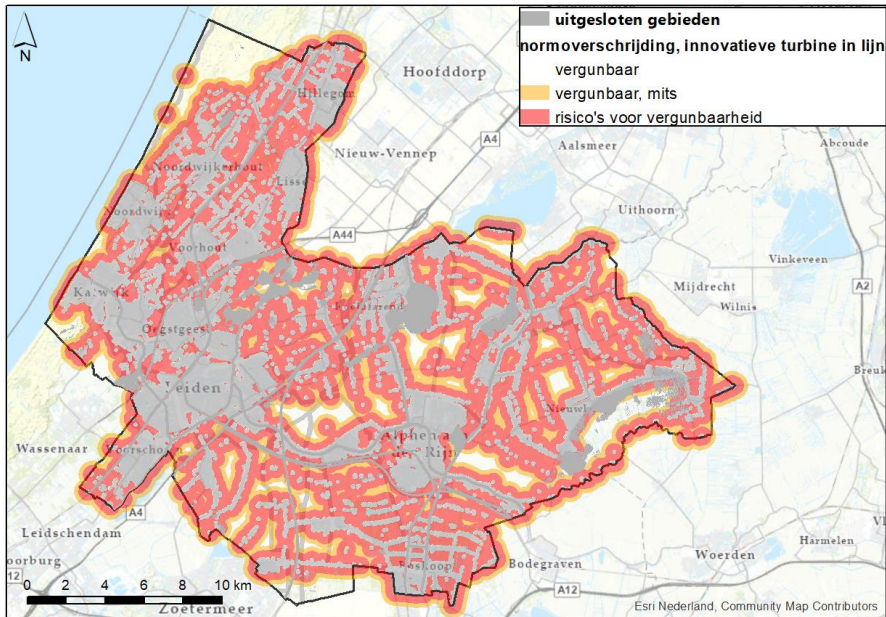 uitgesloten gebieden
normoverschrijding, innovatieve turbine in lijn
vergunbaar
vergunbaar, mits
risico's voor vergunbaarheid
N
Hoofddorp
Hillegom
A4
Aalsmeer
Abcoude
Nieuw-Vennep
Noordwijkerhout
Lisse
Uithoorn
A44
Voorhout
Vinkeveen
Mijdrecht
A2
Wilnis
Oegstgeest
Leiden
Alphen aan
den Rijn
Wassenaar
Voorschoten
A4
Leidschendam
Woerden
Harmelen
Bodegraven
Boskoop
A12
12
0 2 4 6 8 10 km
Zoetermeer
Esri Nederland, Community Map Contributors